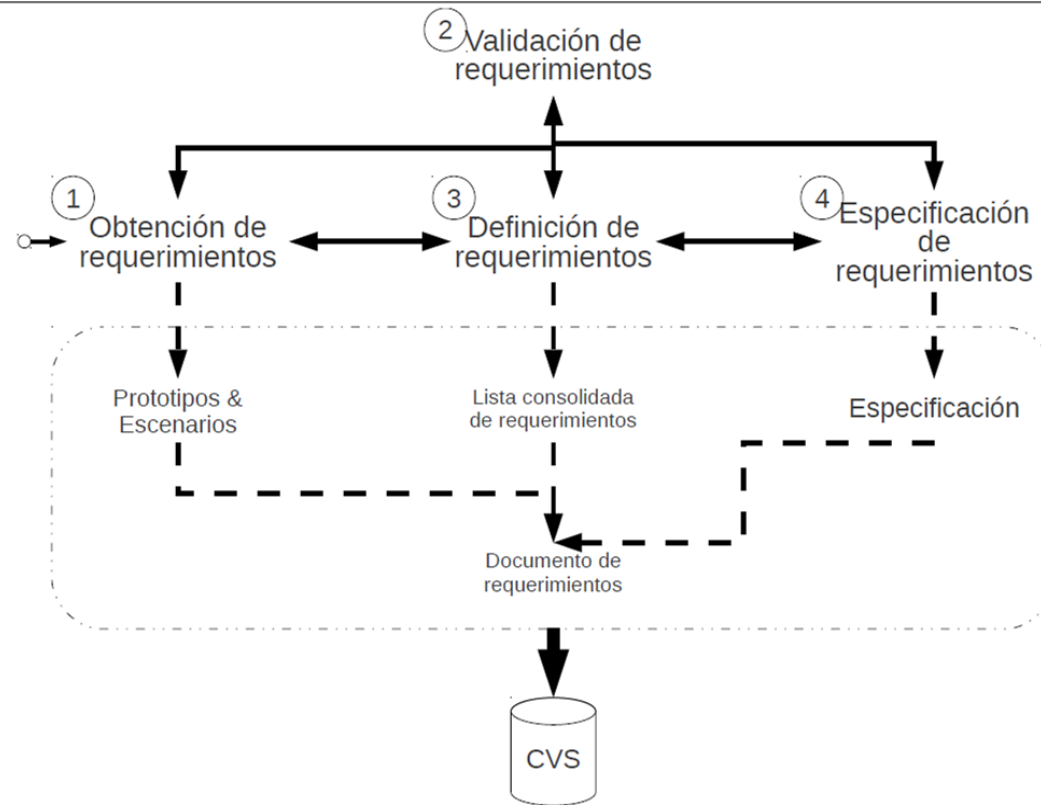 2
Validación de
requerimientos
1
Obtención de
requerimientos
3
Definición de
requerimientos
4
Especificación
de
requerimientos
Prototipos &
Escenarios
Lista consolidada
de requerimientos
Especificación
Documento de
requerimientos
CVS